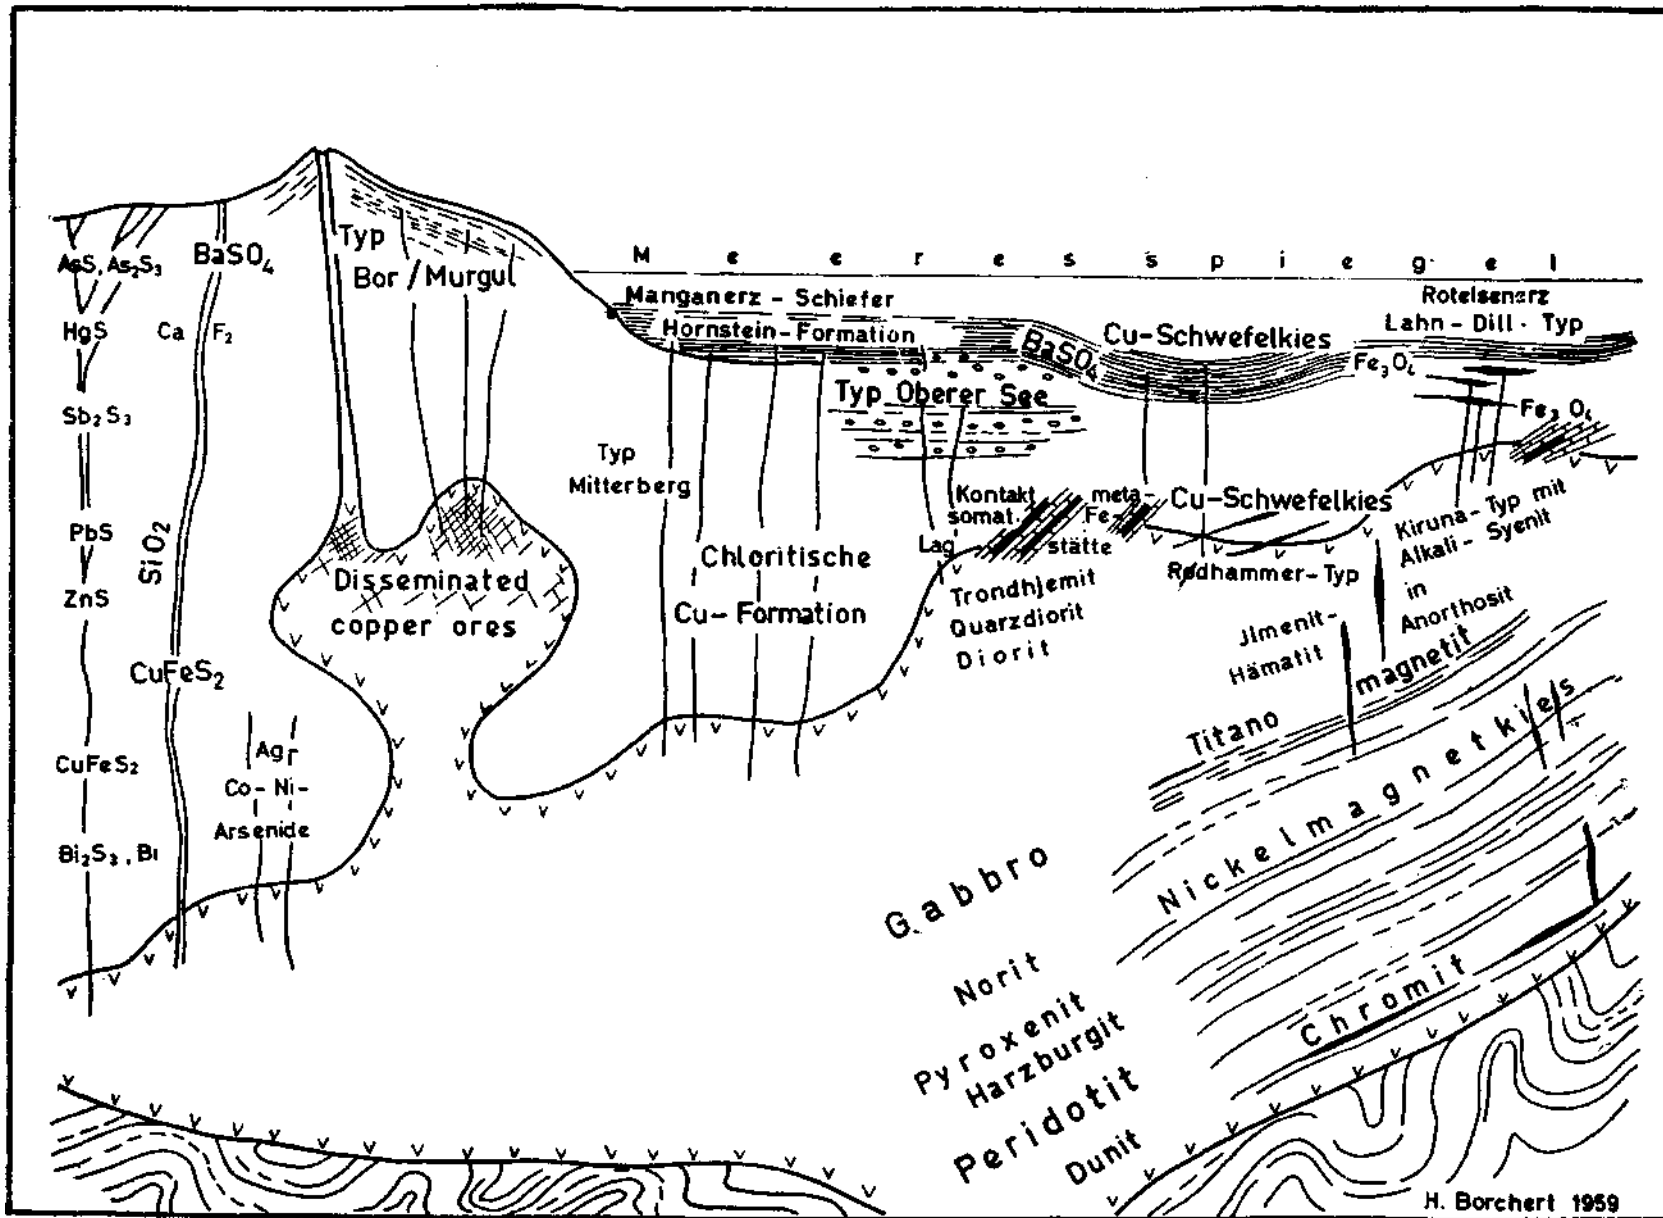 Meeresspiegel
Typ
Bor / Murgul
AsS, As₂S₃
BaSO₄
HgS
Ca F₂
Sb₂S₃
PbS
SiO₂
ZnS
CuFeS₂
CuFeS₂
Ag
Co - Ni -
Arsenide
Bi₂S₃, Bi
Disseminated
copper ores
Manganerz - Schiefer
Hornstein - Formation
BaSO₄
Cu-Schwefelkies
Roteisenerz
Lahn - Dill - Typ
Fe₃O₄
Fe₃O₄
Typ Oberer See
Typ
Mitterberg
Chloritische
Cu - Formation
Kontakt meta-
somat. Fe-
Lag stätte
Cu-Schwefelkies
Rødhammer-Typ
Trondhjemit
Quarzdiorit
Diorit
Kiruna-Typ mit
Alkali - Syenit
in
Anorthosit
Jlmenit-
Hämatit
Titano magnetit
Nickelmagnetkies
Chromit
Gabbro
Norit
Pyroxenit
Harzburgit
Peridotit
Dunit
H. Borchert 1959